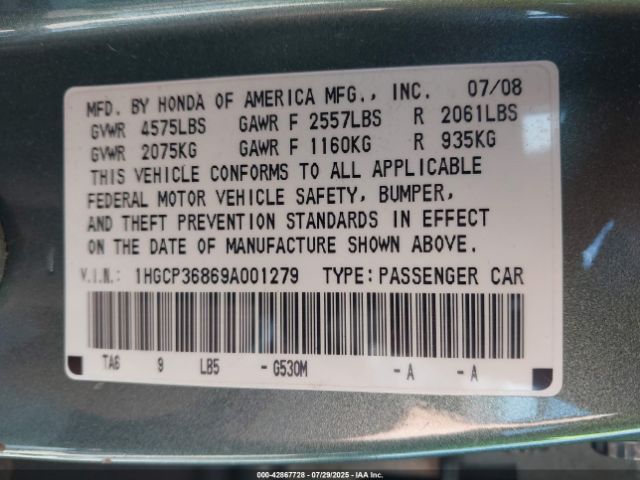 MFD. BY HONDA OF AMERICA MFG., INC. 07/08
GVWR 4575LBS GAWR F 2557LBS R 2061LBS
GVWR 2075KG GAWR F 1160KG R 935KG
THIS VEHICLE CONFORMS TO ALL APPLICABLE
FEDERAL MOTOR VEHICLE SAFETY, BUMPER,
AND THEFT PREVENTION STANDARDS IN EFFECT
ON THE DATE OF MANUFACTURE SHOWN ABOVE.
V.I.N.: 1HGCP36869A001279 TYPE:PASSENGER CAR
TA6 9 LB5 - G530M - A - A
000-42867728 - 07/29/2025 - IAA Inc.